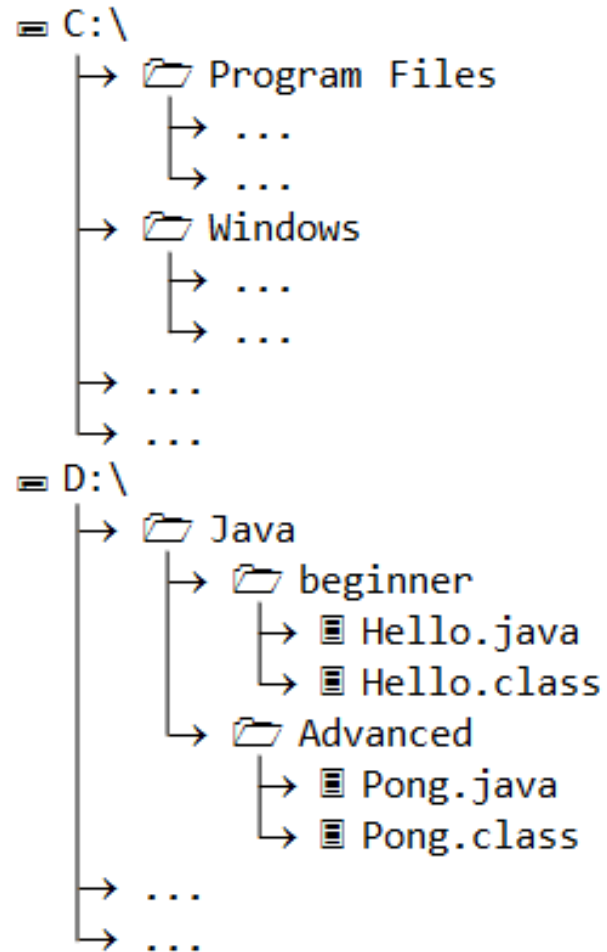 C:\
Program Files
...
...
Windows
...
...
...
...
D:\
Java
beginner
Hello.java
Hello.class
Advanced
Pong.java
Pong.class
...
...